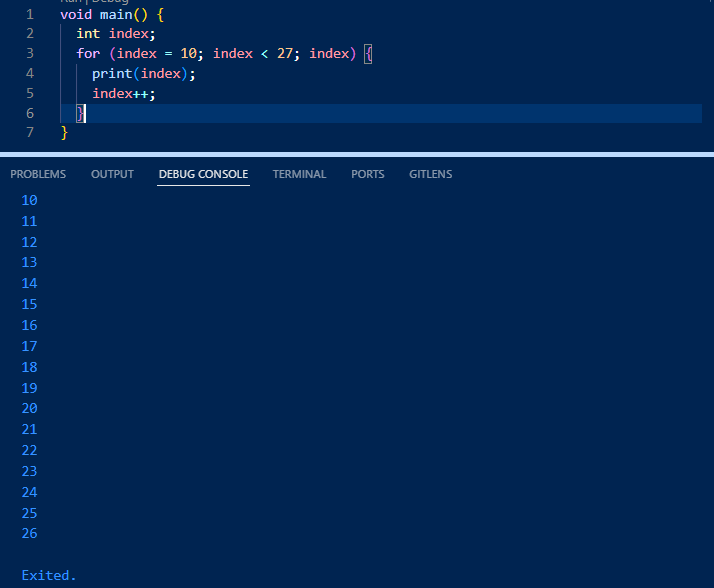 Run | Debug
1 void main() {
2 int index;
3 for (index = 10; index < 27; index) {
4 print(index);
5 index++;
6 }
7 }
PROBLEMS OUTPUT DEBUG CONSOLE TERMINAL PORTS GITLENS
10
11
12
13
14
15
16
17
18
19
20
21
22
23
24
25
26
Exited.